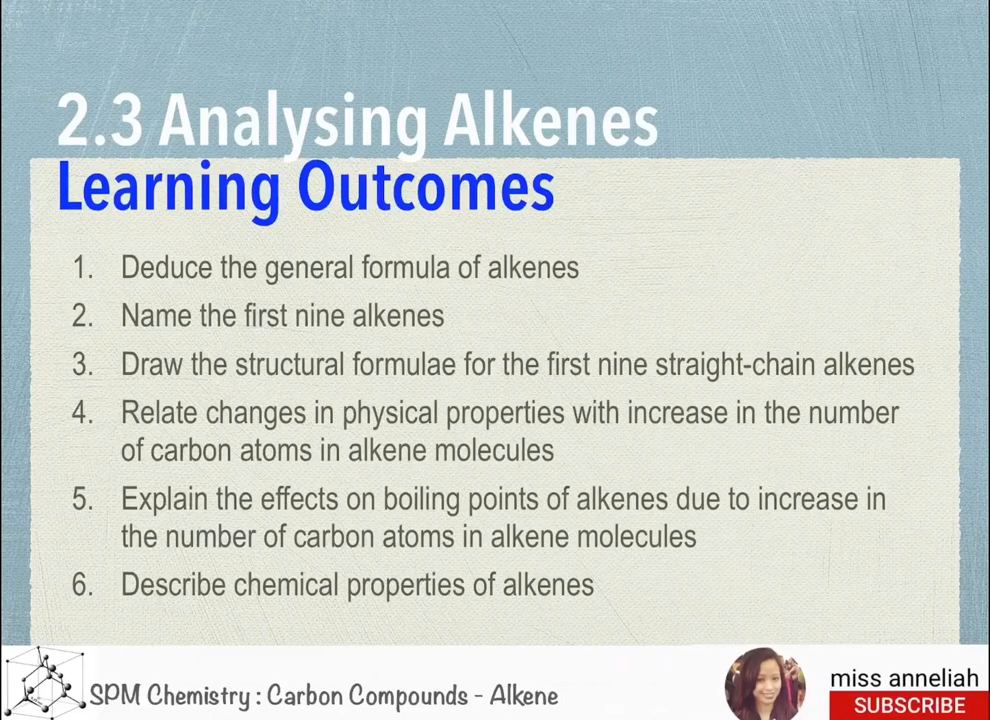 2.3 Analysing Alkenes
Learning Outcomes
1. Deduce the general formula of alkenes
2. Name the first nine alkenes
3. Draw the structural formulae for the first nine straight-chain alkenes
4. Relate changes in physical properties with increase in the number
of carbon atoms in alkene molecules
5. Explain the effects on boiling points of alkenes due to increase in
the number of carbon atoms in alkene molecules
6. Describe chemical properties of alkenes
SPM Chemistry : Carbon Compounds - Alkene
miss anneliah
SUBSCRIBE